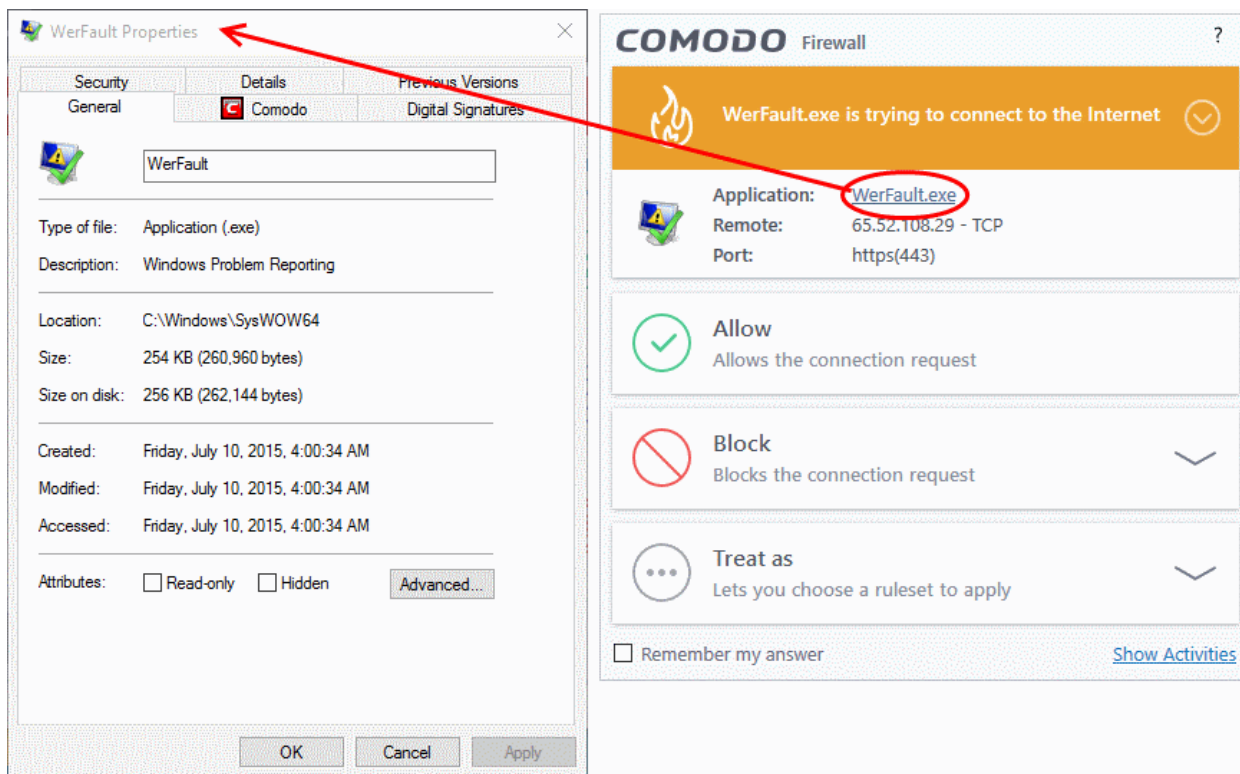 WerFault Properties
Security Details Previous Versions
General Comodo Digital Signatures
WerFault
Type of file: Application (.exe)
Description: Windows Problem Reporting
Location: C:\Windows\SysWOW64
Size: 254 KB (260,960 bytes)
Size on disk: 256 KB (262,144 bytes)
Created: Friday, July 10, 2015, 4:00:34 AM
Modified: Friday, July 10, 2015, 4:00:34 AM
Accessed: Friday, July 10, 2015, 4:00:34 AM
Attributes: Read-only Hidden Advanced...
OK Cancel Apply
COMODO Firewall ?
WerFault.exe is trying to connect to the Internet
Application: WerFault.exe
Remote: 65.52.108.29 - TCP
Port: https(443)
Allow
Allows the connection request
Block
Blocks the connection request
Treat as
Lets you choose a ruleset to apply
Remember my answer Show Activities